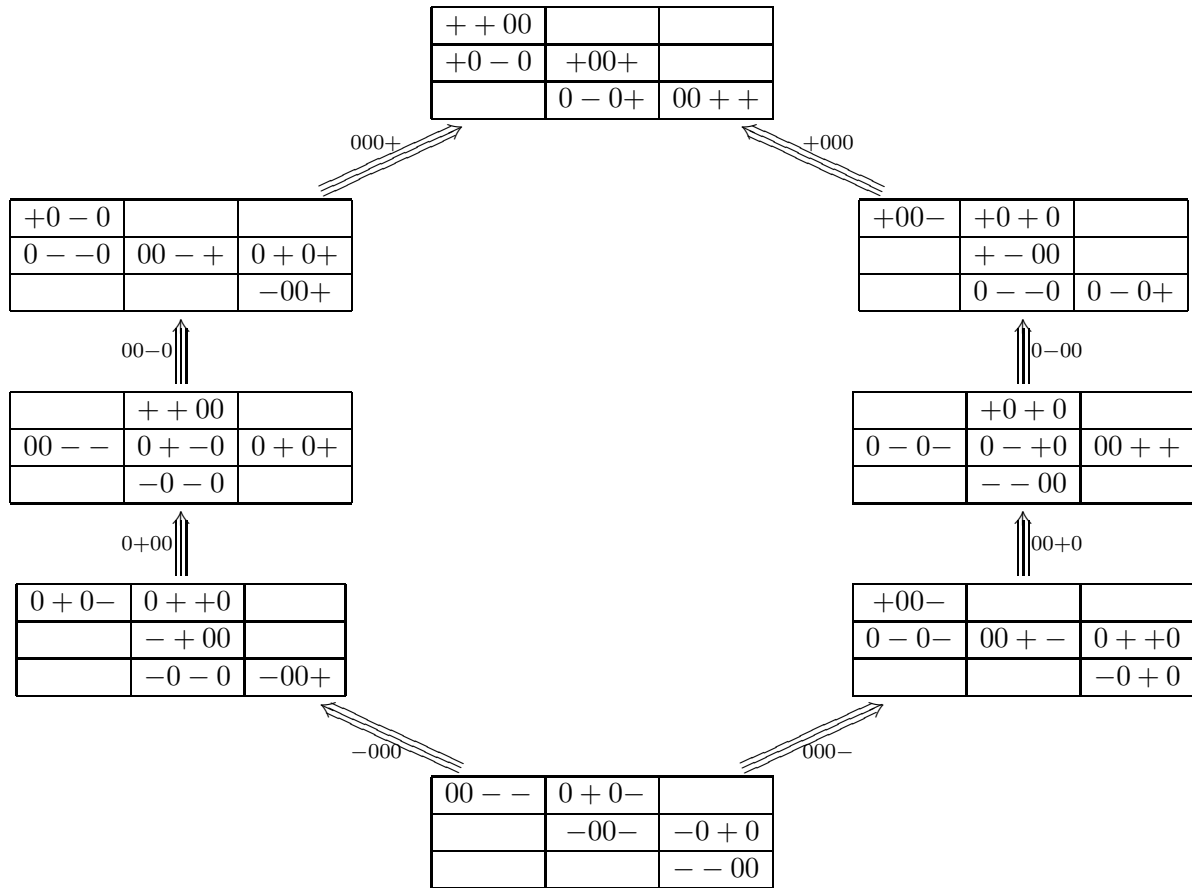 + + 00
+0 − 0 +00+
0 − 0+ 00 + +
000+ +000
+0 − 0 +00− +0 + 0
0 − −0 00 − + 0 + 0+ + − 00
−00+ 0 − −0 0 − 0+
00−0 0−00
+ + 00 +0 + 0
00 − − 0 + −0 0 + 0+ 0 − 0− 0 − +0 00 + +
−0 − 0 − − 00
0+00 00+0
0 + 0− 0 + +0 +00−
− + 00 0 − 0− 00 + − 0 + +0
−0 − 0 −00+ −0 + 0
−000 000−
00 − − 0 + 0−
−00− −0 + 0
− − 00